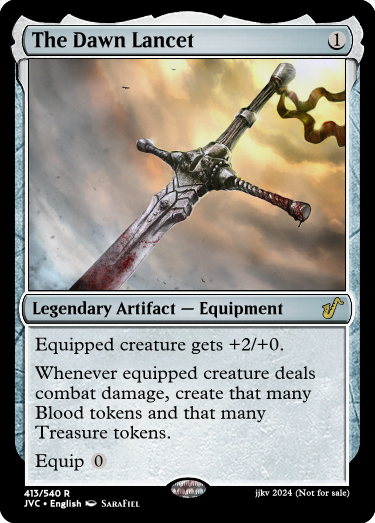 The Dawn Lancet 1
Legendary Artifact — Equipment
Equipped creature gets +2/+0.
Whenever equipped creature deals
combat damage, create that many
Blood tokens and that many
Treasure tokens.
Equip 0
413/540 R jjkv 2024 (Not for sale)
JVC • English SARAFIEL